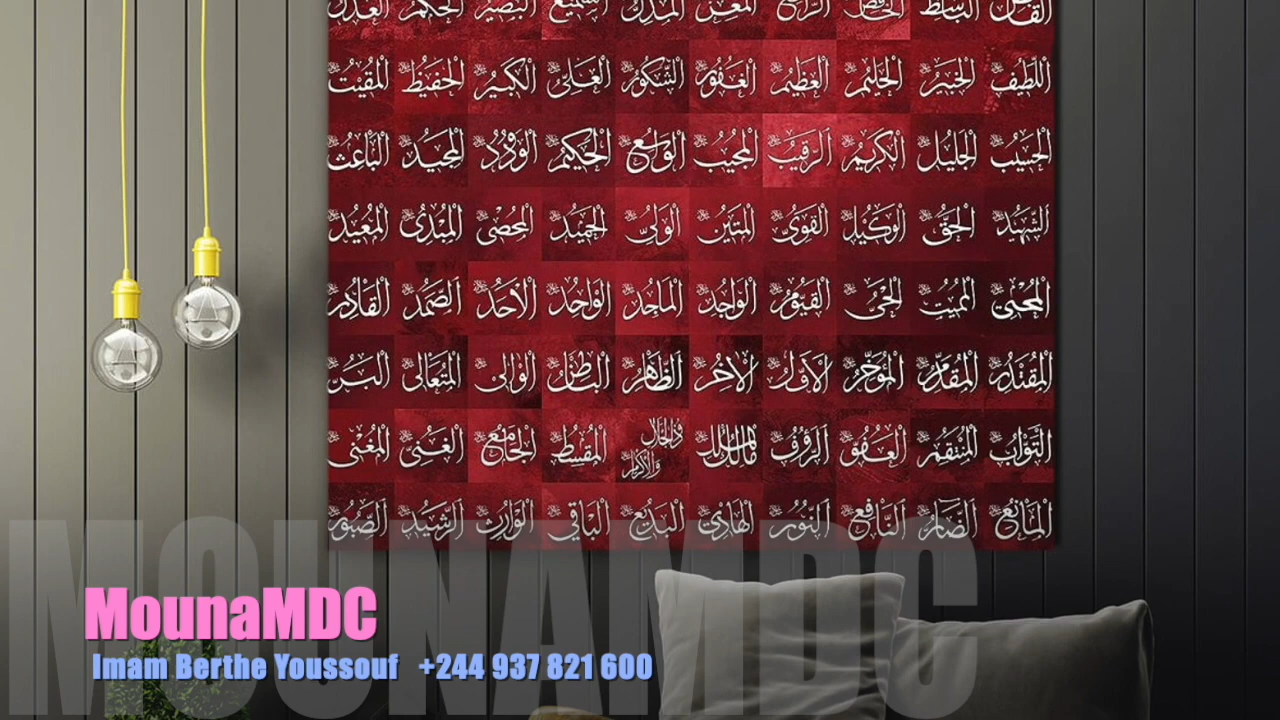 القابض الباسط الخافض الرافع المعز المذل السميع البصير الحكم العدل
اللطيف الخبير الحليم العظيم الغفور الشكور العلي الكبير الحفيظ المقيت
الحسيب الجليل الكريم الرقيب المجيب الواسع الحكيم الودود المجيد الباعث
الشهيد الحق الوكيل القوي المتين الولي الحميد المحصي المبدئ المعيد
المحيي المميت الحي القيوم الواجد الماجد الواحد الأحد الصمد القادر
المقتدر المقدم المؤخر الأول الآخر الظاهر الباطن الوالي المتعالي البر
التواب المنتقم العفو الرؤوف مالك الملك ذو الجلال والإكرام المقسط الجامع الغني المغني
المانع الضار النافع النور الهادي البديع الباقي الوارث الرشيد الصبور
MOUNAMDC
MounaMDC
Imam Berthe Youssouf +244 937 821 600